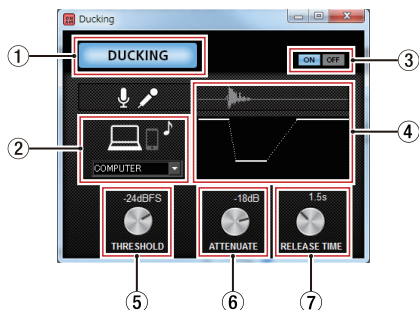 Ducking
① DUCKING
ON OFF ③
②
COMPUTER
④
-24dBFS -18dB 1.5s
THRESHOLD ATTENUATE RELEASE TIME
⑤ ⑥ ⑦